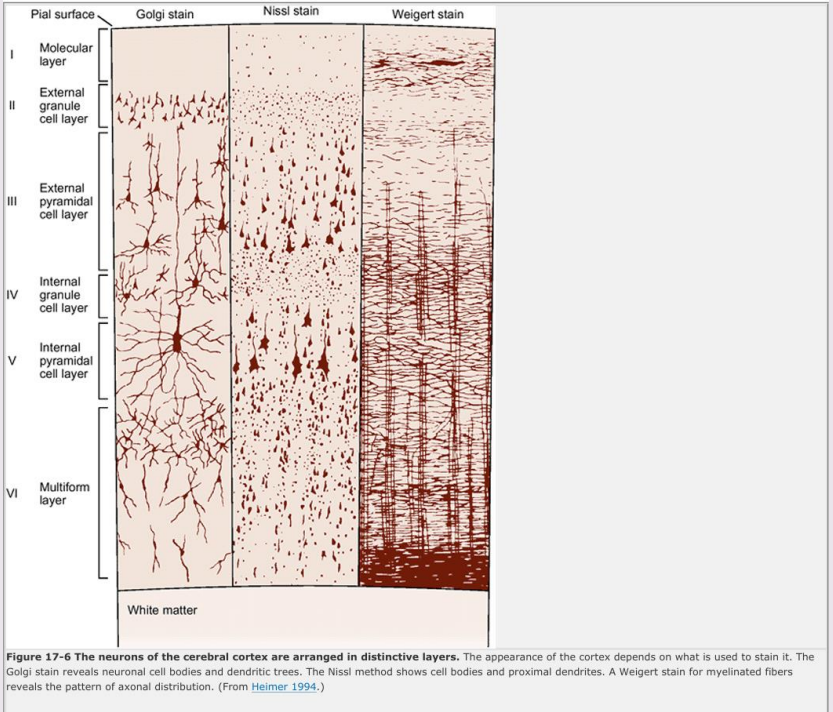 Pial surface
Golgi stain
Nissl stain
Weigert stain
I
Molecular
layer
II
External
granule
cell layer
III
External
pyramidal
cell layer
IV
Internal
granule
cell layer
V
Internal
pyramidal
cell layer
VI
Multiform
layer
White matter
Figure 17-6 The neurons of the cerebral cortex are arranged in distinctive layers. The appearance of the cortex depends on what is used to stain it. The
Golgi stain reveals neuronal cell bodies and dendritic trees. The Nissl method shows cell bodies and proximal dendrites. A Weigert stain for myelinated fibers
reveals the pattern of axonal distribution. (From Heimer 1994.)